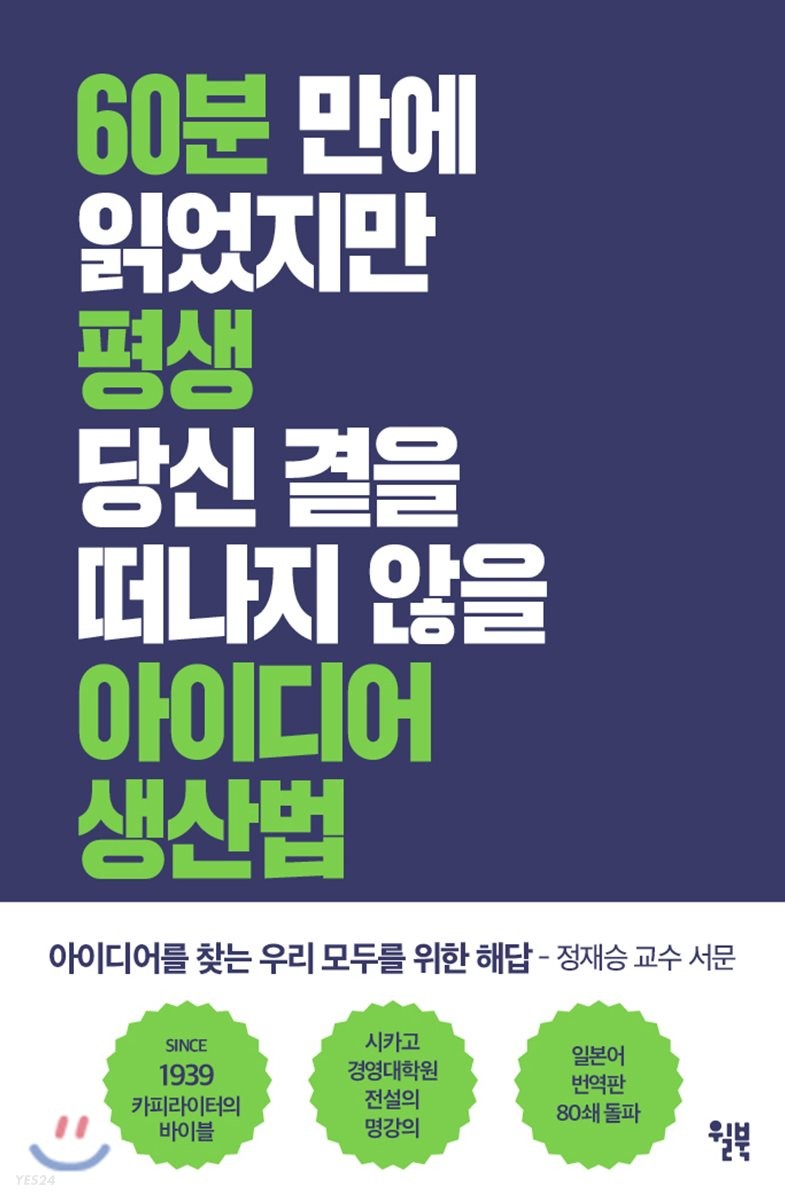 60분 만에
읽었지만
평생
당신 곁을
떠나지 않을
아이디어
생산법
아이디어를 찾는 우리 모두를 위한 해답 - 정재승 교수 서문
SINCE
1939
카피라이터의
바이블
시카고
경영대학원
전설의
명강의
일본어
번역판
80쇄 돌파
윌북
YES24